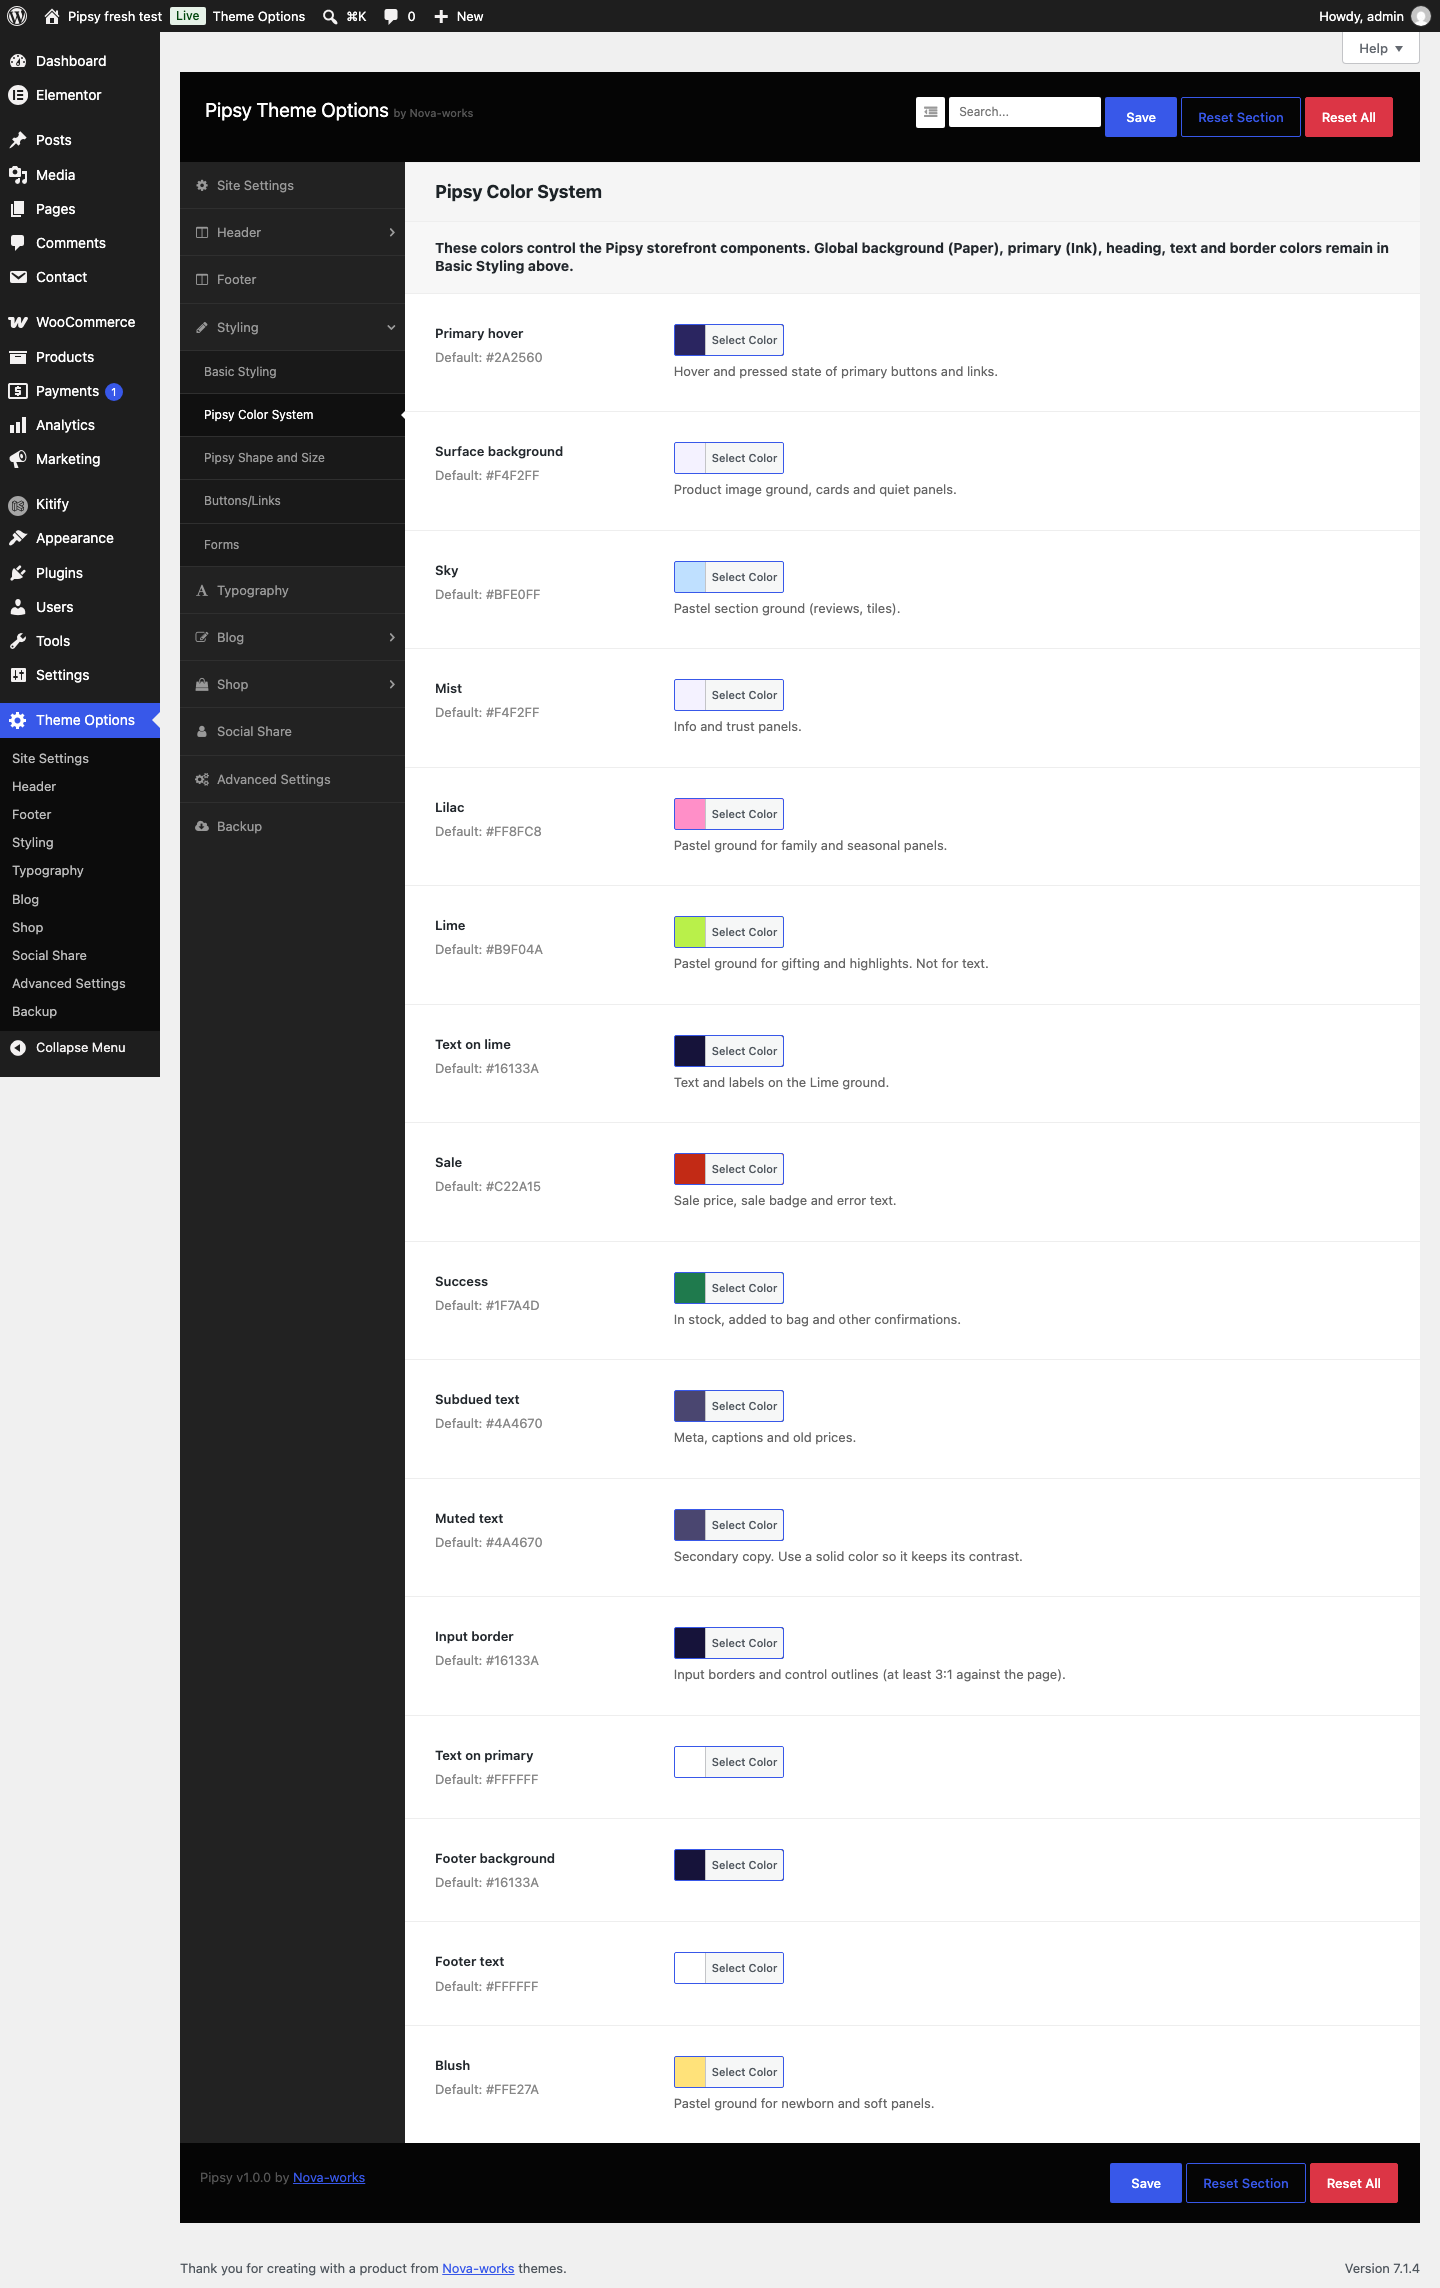 Pipsy fresh test Live Theme Options ⌘K 0 New Howdy, admin
Help
Dashboard
Elementor
Posts
Media
Pages
Comments
Contact
WooCommerce
Products
Payments 1
Analytics
Marketing
Kitify
Appearance
Plugins
Users
Tools
Settings
Theme Options
Site Settings
Header
Footer
Styling
Typography
Blog
Shop
Social Share
Advanced Settings
Backup
Collapse Menu
Pipsy Theme Options by Nova-works
Search...
Save
Reset Section
Reset All
Site Settings
Header
Footer
Styling
Basic Styling
Pipsy Color System
Pipsy Shape and Size
Buttons/Links
Forms
Typography
Blog
Shop
Social Share
Advanced Settings
Backup
Pipsy Color System
These colors control the Pipsy storefront components. Global background (Paper), primary (Ink), heading, text and border colors remain in
Basic Styling above.
Primary hover
Default: #2A2560
Select Color
Hover and pressed state of primary buttons and links.
Surface background
Default: #F4F2FF
Select Color
Product image ground, cards and quiet panels.
Sky
Default: #BFE0FF
Select Color
Pastel section ground (reviews, tiles).
Mist
Default: #F4F2FF
Select Color
Info and trust panels.
Lilac
Default: #FF8FC8
Select Color
Pastel ground for family and seasonal panels.
Lime
Default: #B9F04A
Select Color
Pastel ground for gifting and highlights. Not for text.
Text on lime
Default: #16133A
Select Color
Text and labels on the Lime ground.
Sale
Default: #C22A15
Select Color
Sale price, sale badge and error text.
Success
Default: #1F7A4D
Select Color
In stock, added to bag and other confirmations.
Subdued text
Default: #4A4670
Select Color
Meta, captions and old prices.
Muted text
Default: #4A4670
Select Color
Secondary copy. Use a solid color so it keeps its contrast.
Input border
Default: #16133A
Select Color
Input borders and control outlines (at least 3:1 against the page).
Text on primary
Default: #FFFFFF
Select Color
Footer background
Default: #16133A
Select Color
Footer text
Default: #FFFFFF
Select Color
Blush
Default: #FFE27A
Select Color
Pastel ground for newborn and soft panels.
Pipsy v1.0.0 by Nova-works
Save
Reset Section
Reset All
Thank you for creating with a product from Nova-works themes.
Version 7.1.4